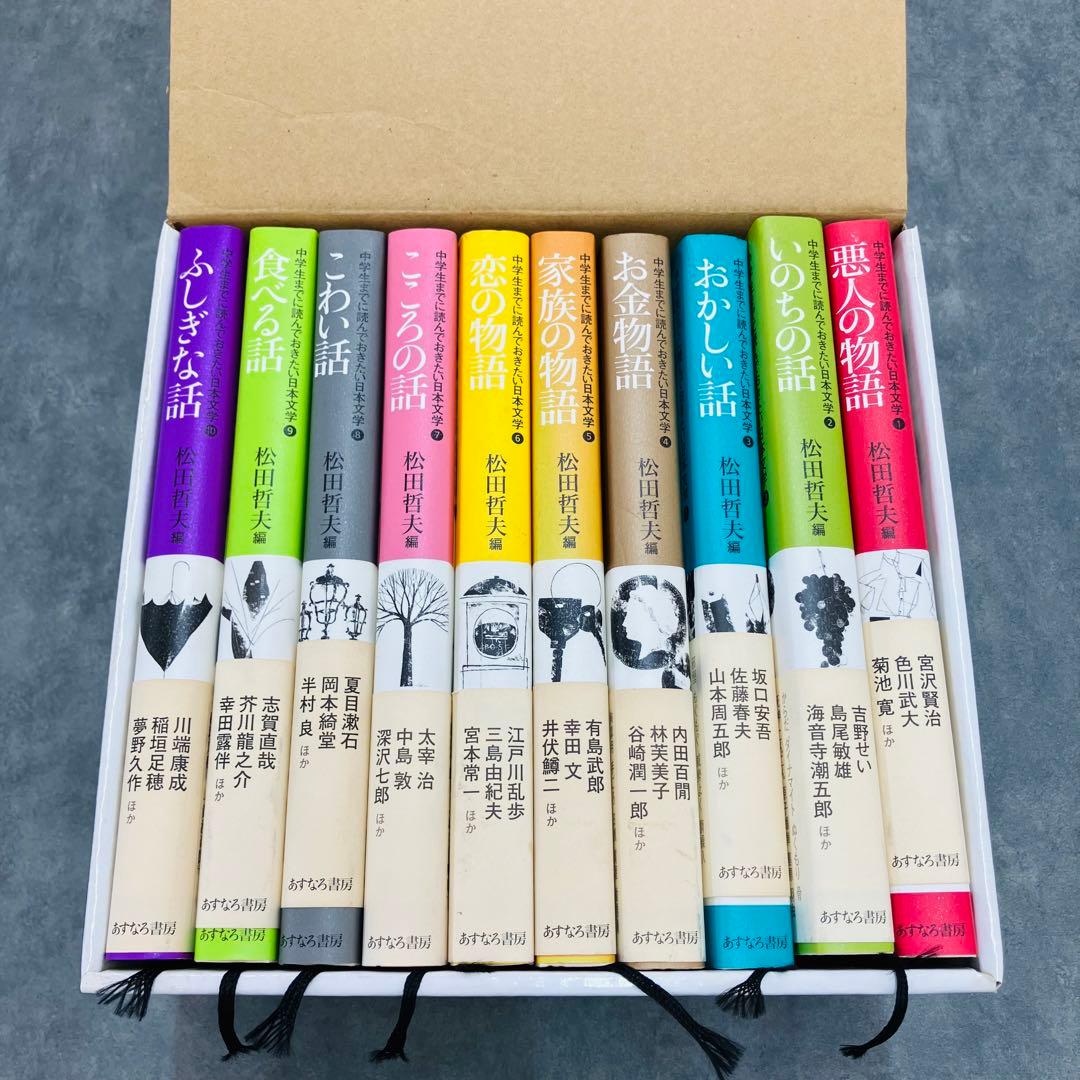 中学生までに読んでおきたい日本文学 10
ふしぎな話
松田哲夫 編
川端康成
稲垣足穂
夢野久作 ほか
中学生までに読んでおきたい日本文学 9
食べる話
松田哲夫 編
志賀直哉
芥川龍之介
幸田露伴 ほか
あすなろ書房
あすなろ書房
中学生までに読んでおきたい日本文学 8
こわい話
松田哲夫 編
夏目漱石
岡本綺堂
半村 良 ほか
あすなろ書房
あすなろ書房
中学生までに読んでおきたい日本文学 7
こころの話
松田哲夫 編
太宰 治
中島 敦
深沢七郎 ほか
あすなろ書房
中学生までに読んでおきたい日本文学 6
恋の物語
松田哲夫 編
江戸川乱歩
三島由紀夫
宮本常一 ほか
あすなろ書房
中学生までに読んでおきたい日本文学 5
家族の物語
松田哲夫 編
有島武郎
幸田 文
井伏鱒二 ほか
あすなろ書房
中学生までに読んでおきたい日本文学 4
お金物語
松田哲夫 編
内田百閒
林芙美子
谷崎潤一郎 ほか
あすなろ書房
中学生までに読んでおきたい日本文学 3
おかしい話
松田哲夫 編
坂口安吾
佐藤春夫
山本周五郎 ほか
あすなろ書房
中学生までに読んでおきたい日本文学 2
いのちの話
松田哲夫 編
吉野せい
島尾敏雄
海音寺潮五郎 ほか
あすなろ書房
中学生までに読んでおきたい日本文学 1
悪人の物語
松田哲夫 編
宮沢賢治
色川武大
菊池 寛 ほか
あすなろ書房
あすなろ書房